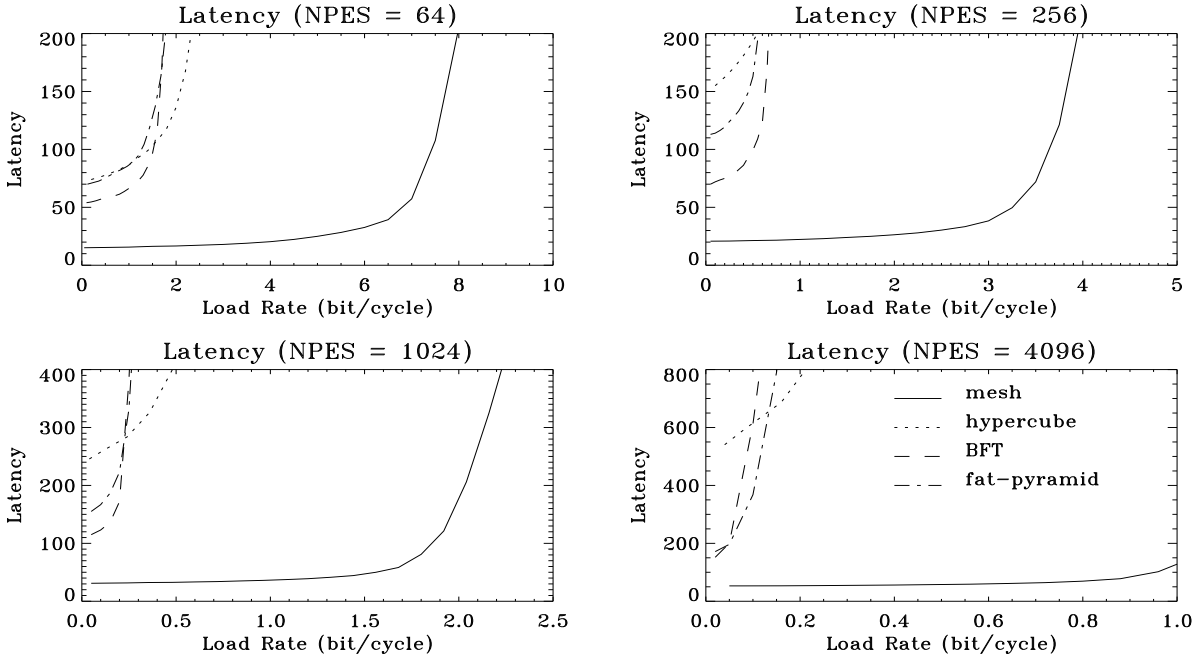 Latency (NPES = 64)
200
150
100
50
0
Latency
0 2 4 6 8 10
Load Rate (bit/cycle)
Latency (NPES = 256)
200
150
100
50
0
Latency
0 1 2 3 4 5
Load Rate (bit/cycle)
Latency (NPES = 1024)
400
300
200
100
0
Latency
0.0 0.5 1.0 1.5 2.0 2.5
Load Rate (bit/cycle)
Latency (NPES = 4096)
800
600
400
200
0
Latency
mesh
hypercube
BFT
fat-pyramid
0.0 0.2 0.4 0.6 0.8 1.0
Load Rate (bit/cycle)